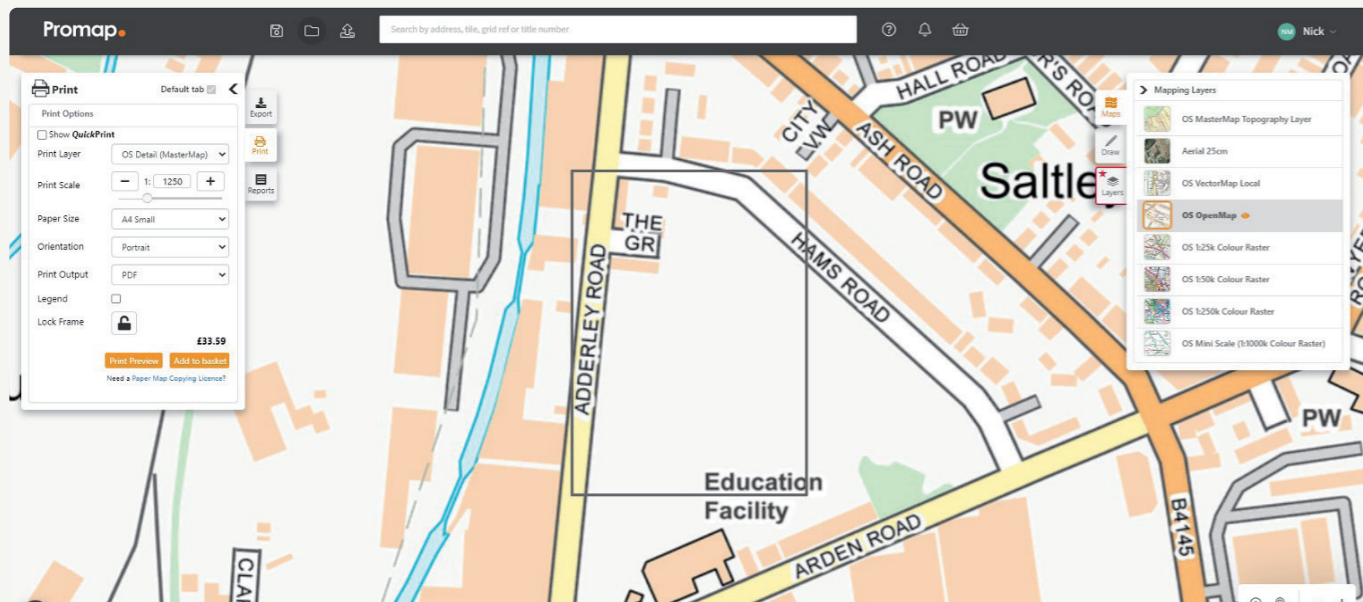 Promap.
Search by address, tile, grid ref or title number
NM
Nick
Print
Default tab
Print Options
Show QuickPrint
Print Layer
OS Detail (MasterMap)
Print Scale
1:
1250
Paper Size
A4 Small
Orientation
Portrait
Print Output
PDF
Legend
Lock Frame
£33.59
Print Preview
Add to basket
Need a Paper Map Copying Licence?
Export
Print
Reports
Maps
Draw
Layers
Mapping Layers
OS MasterMap Topography Layer
Aerial 25cm
OS VectorMap Local
OS OpenMap
OS 1:25k Colour Raster
OS 1:50k Colour Raster
OS 1:250k Colour Raster
OS Mini Scale (1:1000k Colour Raster)
HALL ROAD
PW
CITY
VW
ASH ROAD
Saltley
THE
GR
HAMS ROAD
ADDERLEY ROAD
PW
Education
Facility
ARDEN ROAD
B4145